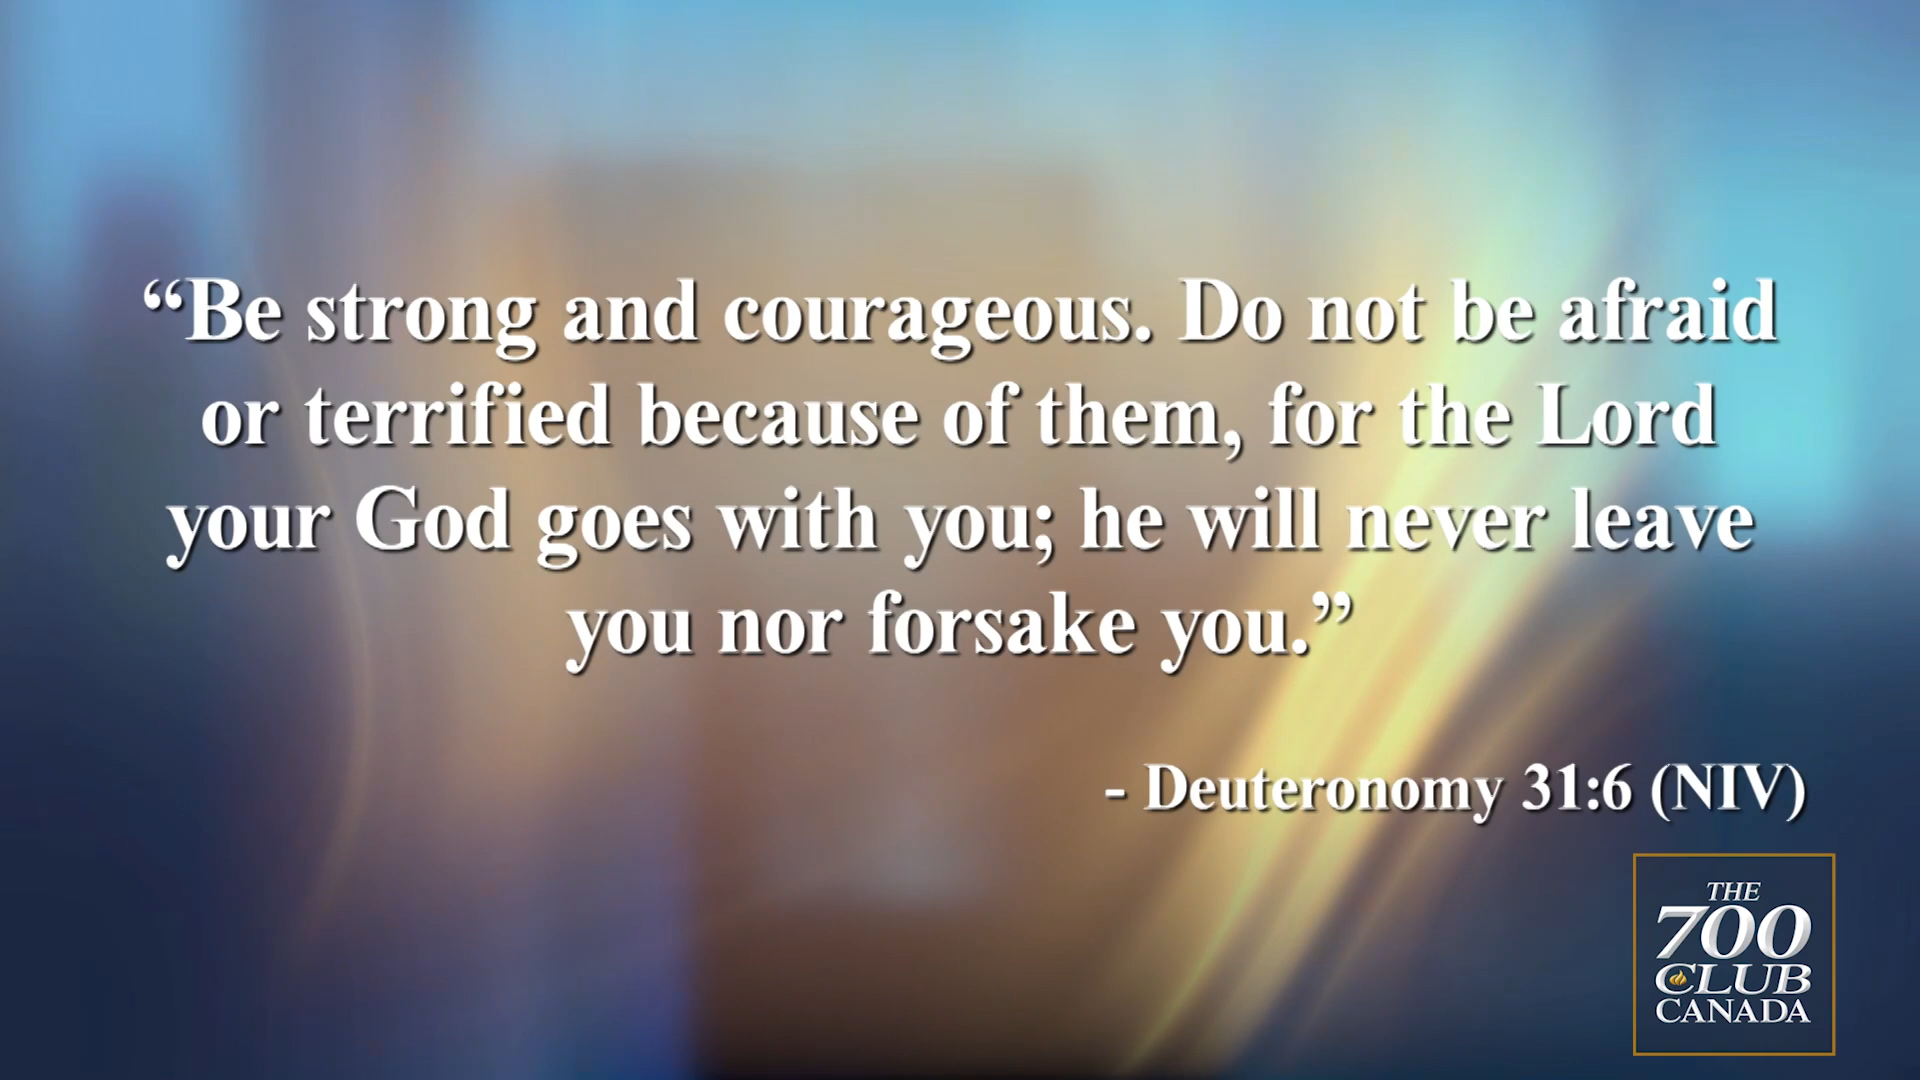 “Be strong and courageous. Do not be afraid
or terrified because of them, for the Lord
your God goes with you; he will never leave
you nor forsake you.”
- Deuteronomy 31:6 (NIV)
THE
700
CLUB
CANADA